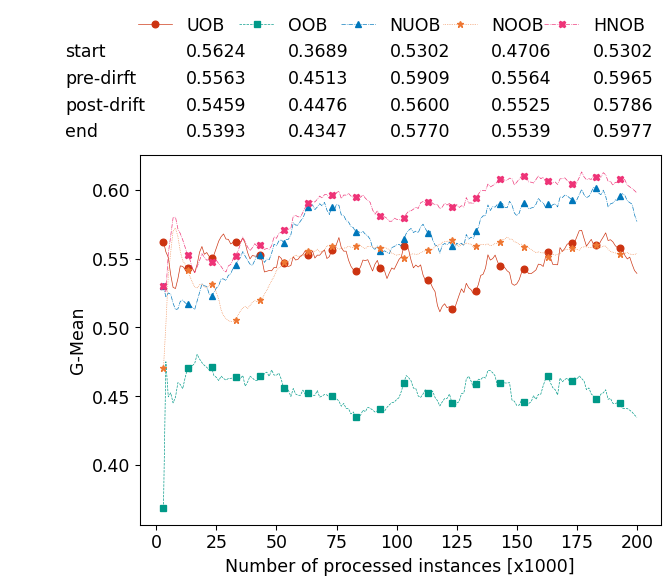 UOB OOB NUOB NOOB HNOB
start 0.5624 0.3689 0.5302 0.4706 0.5302
pre-dirft 0.5563 0.4513 0.5909 0.5564 0.5965
post-drift 0.5459 0.4476 0.5600 0.5525 0.5786
end 0.5393 0.4347 0.5770 0.5539 0.5977
0.60
0.55
0.50
0.45
0.40
G-Mean
0 25 50 75 100 125 150 175 200
Number of processed instances [x1000]